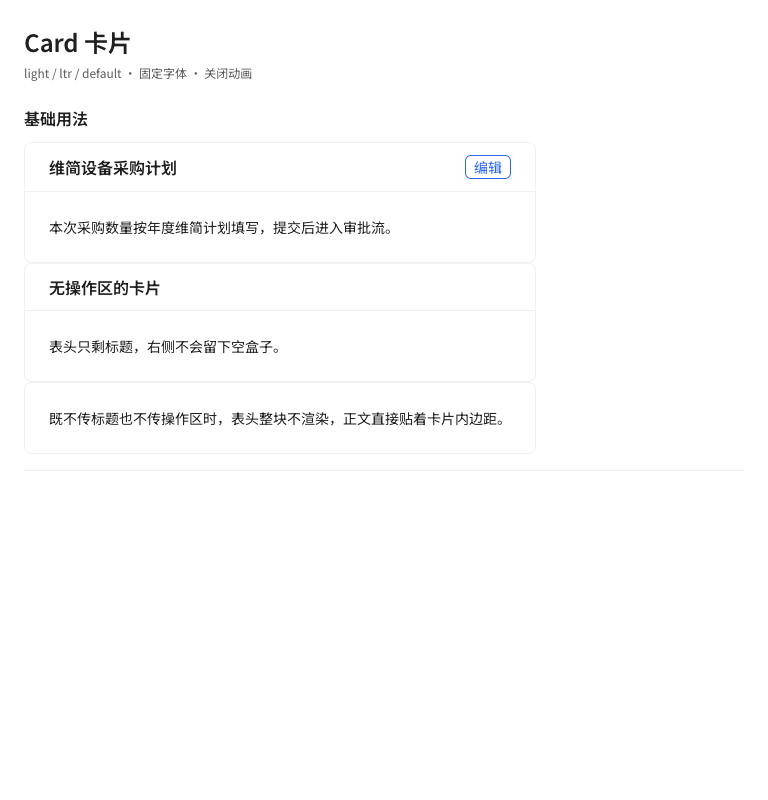 Card 卡片
light / ltr / default · 固定字体 · 关闭动画
基础用法
维简设备采购计划
编辑
本次采购数量按年度维简计划填写，提交后进入审批流。
无操作区的卡片
表头只剩标题，右侧不会留下空盒子。
既不传标题也不传操作区时，表头整块不渲染，正文直接贴着卡片内边距。